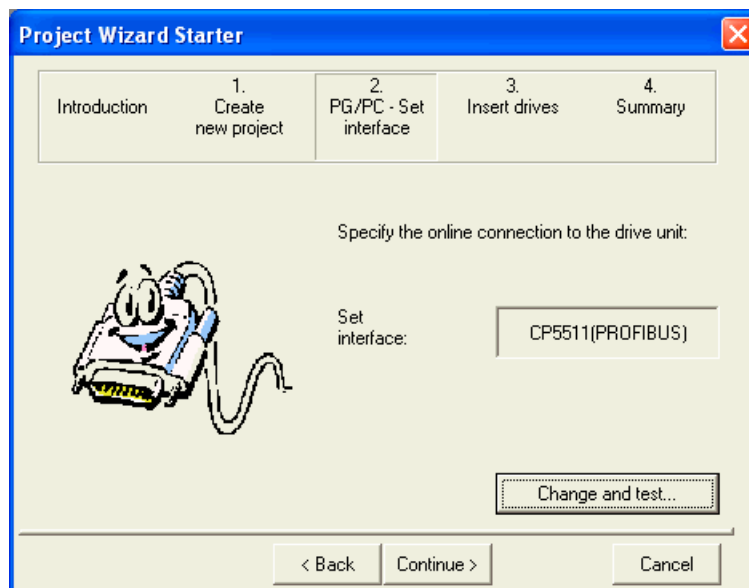 Project Wizard Starter
Introduction
1.
Create
new project
2.
PG/PC - Set
interface
3.
Insert drives
4.
Summary
Specify the online connection to the drive unit:
Set
interface:
CP5511(PROFIBUS)
Change and test...
< Back
Continue >
Cancel